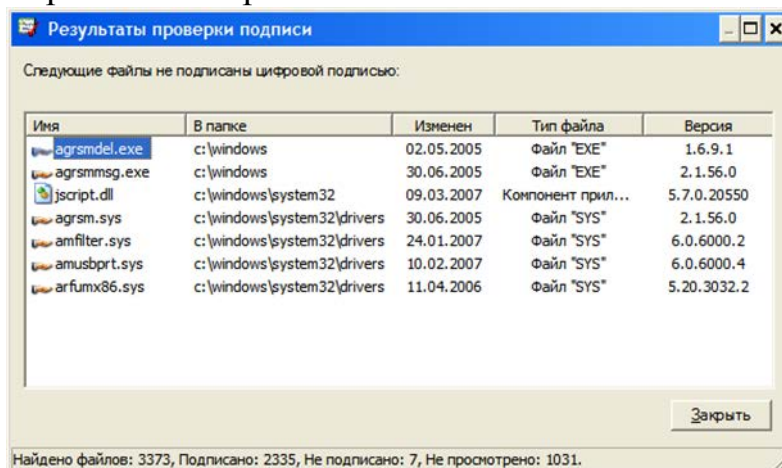 Результаты проверки подписи
Следующие файлы не подписаны цифровой подписью:
Имя В папке Изменен Тип файла Версия
agrsmdel.exe c:\windows 02.05.2005 Файл "EXE" 1.6.9.1
agrsmmsg.exe c:\windows 30.06.2005 Файл "EXE" 2.1.56.0
jscript.dll c:\windows\system32 09.03.2007 Компонент прил... 5.7.0.20550
agrsm.sys c:\windows\system32\drivers 30.06.2005 Файл "SYS" 2.1.56.0
amfilter.sys c:\windows\system32\drivers 24.01.2007 Файл "SYS" 6.0.6000.2
amusbprt.sys c:\windows\system32\drivers 10.02.2007 Файл "SYS" 6.0.6000.4
arfumx86.sys c:\windows\system32\drivers 11.04.2006 Файл "SYS" 5.20.3032.2
Закрыть
Найдено файлов: 3373, Подписано: 2335, Не подписано: 7, Не просмотрено: 1031.